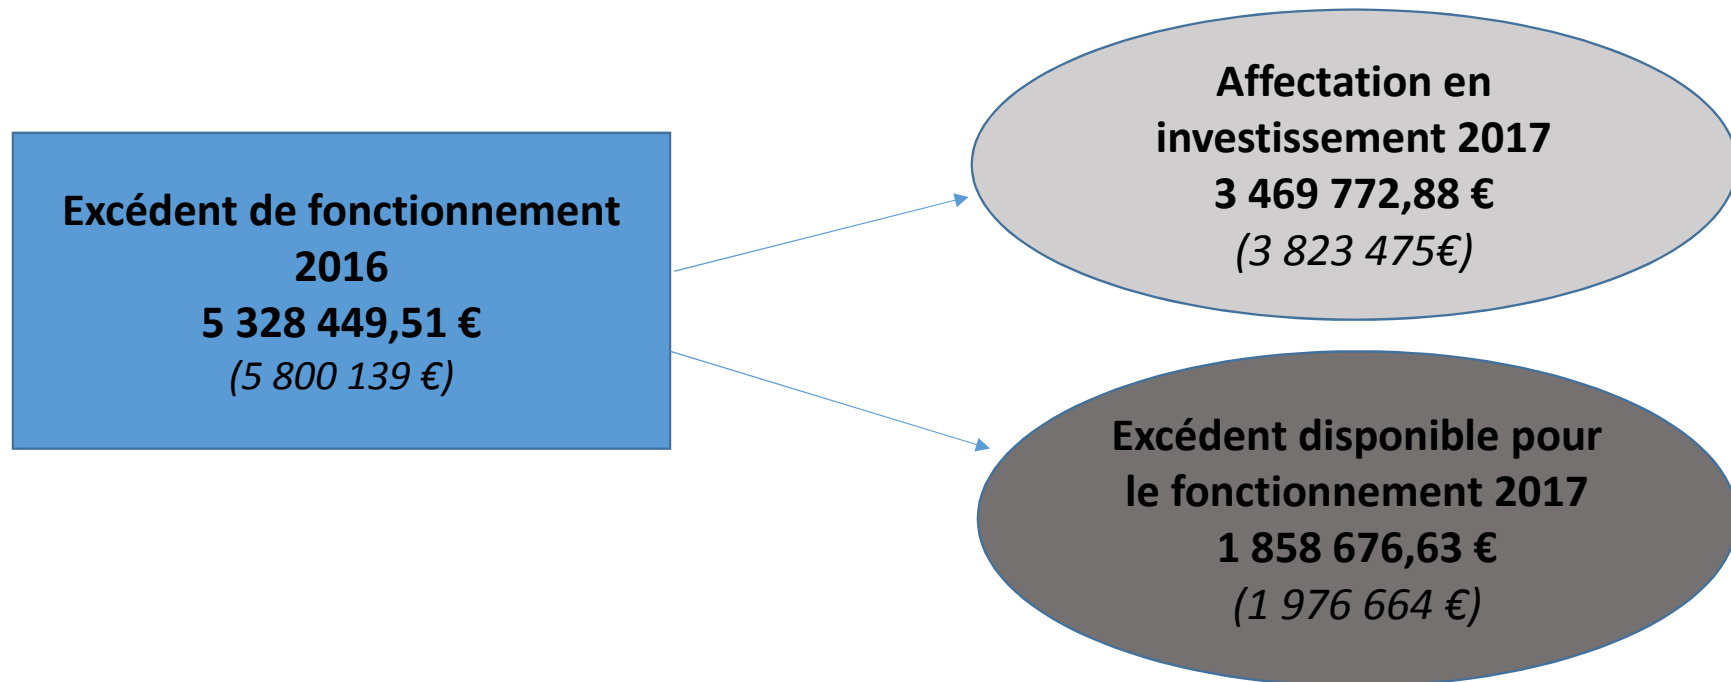 Excédent de fonctionnement
2016
5 328 449,51 €
(5 800 139 €)
Affectation en
investissement 2017
3 469 772,88 €
(3 823 475€)
Excédent disponible pour
le fonctionnement 2017
1 858 676,63 €
(1 976 664 €)